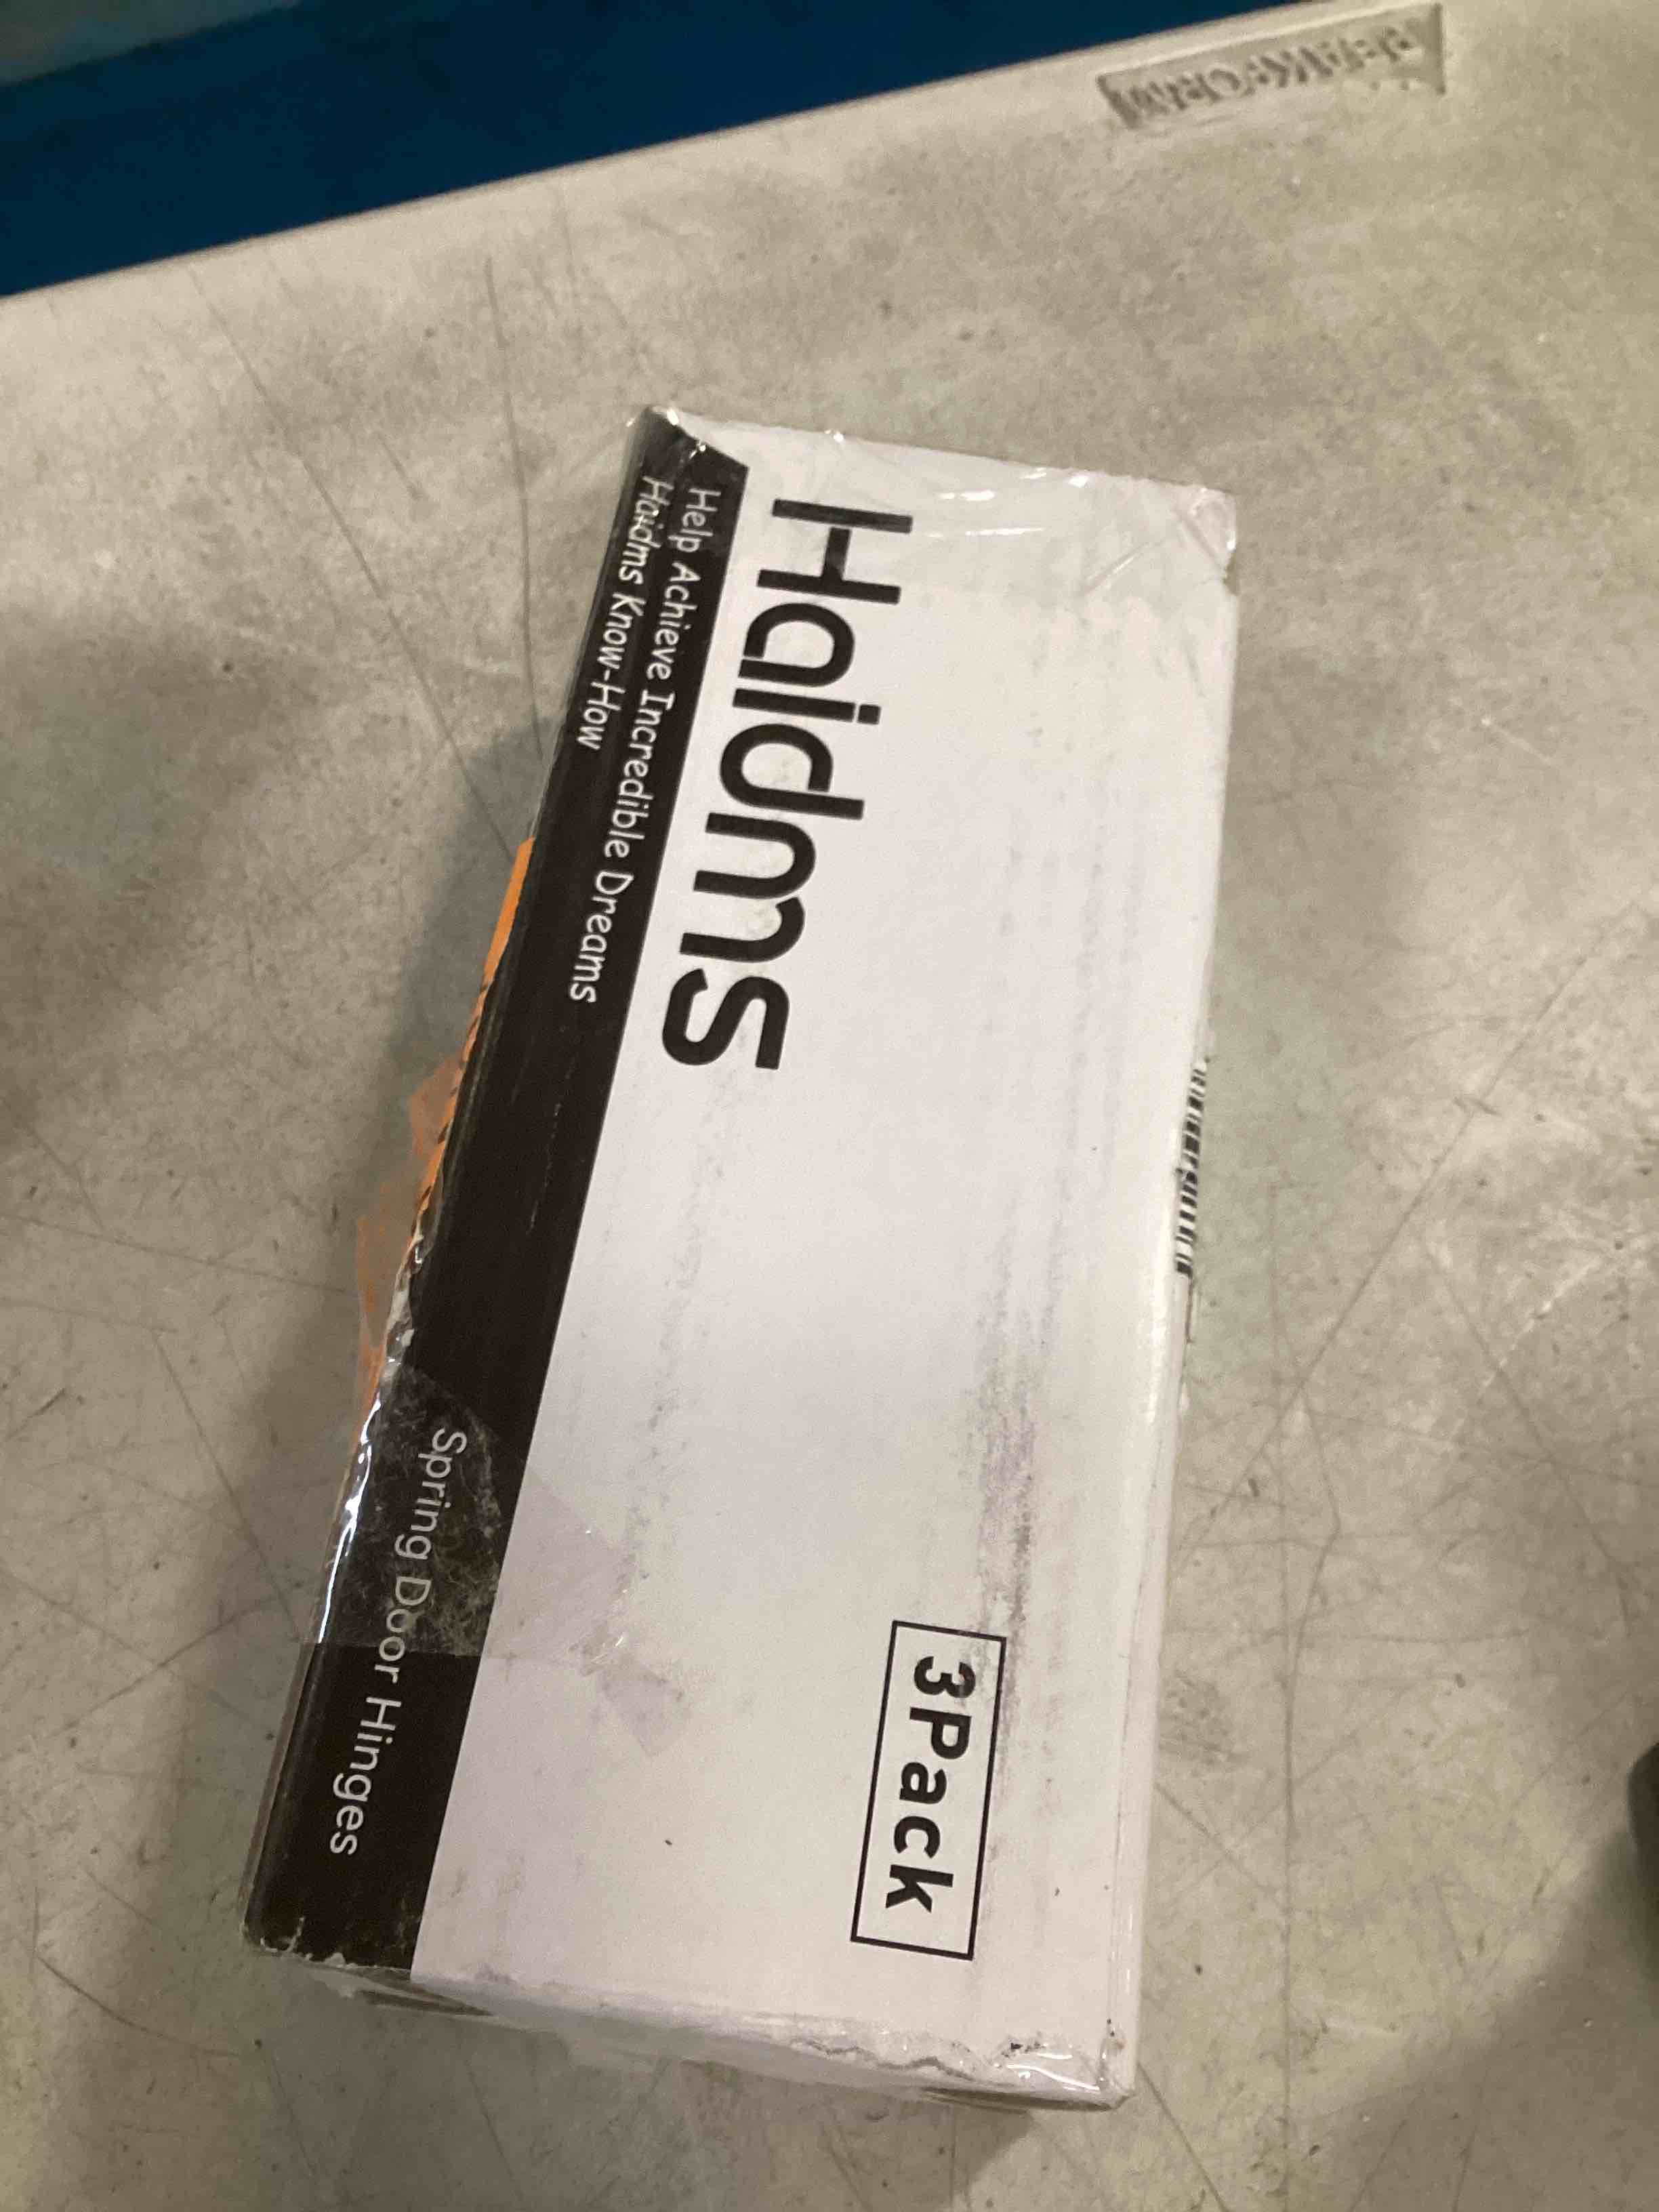 Haidms
Help Achieve Incredible Dreams
Haidms Know-How
3Pack
Spring Door Hinges